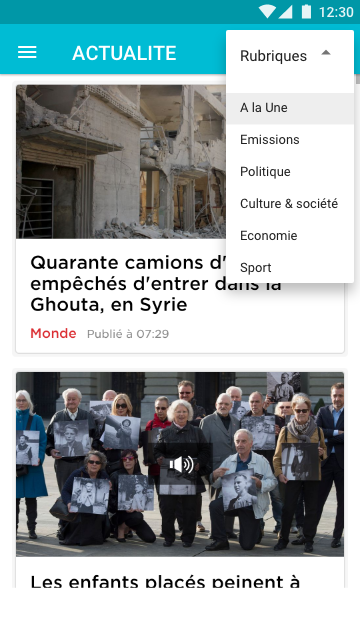 12:30
ACTUALITE
Rubriques
A la Une
Emissions
Politique
Culture & société
Economie
Sport
Quarante camions d'
empêchés d'entrer dans la
Ghouta, en Syrie
Monde Publié à 07:29
Les enfants placés peinent à